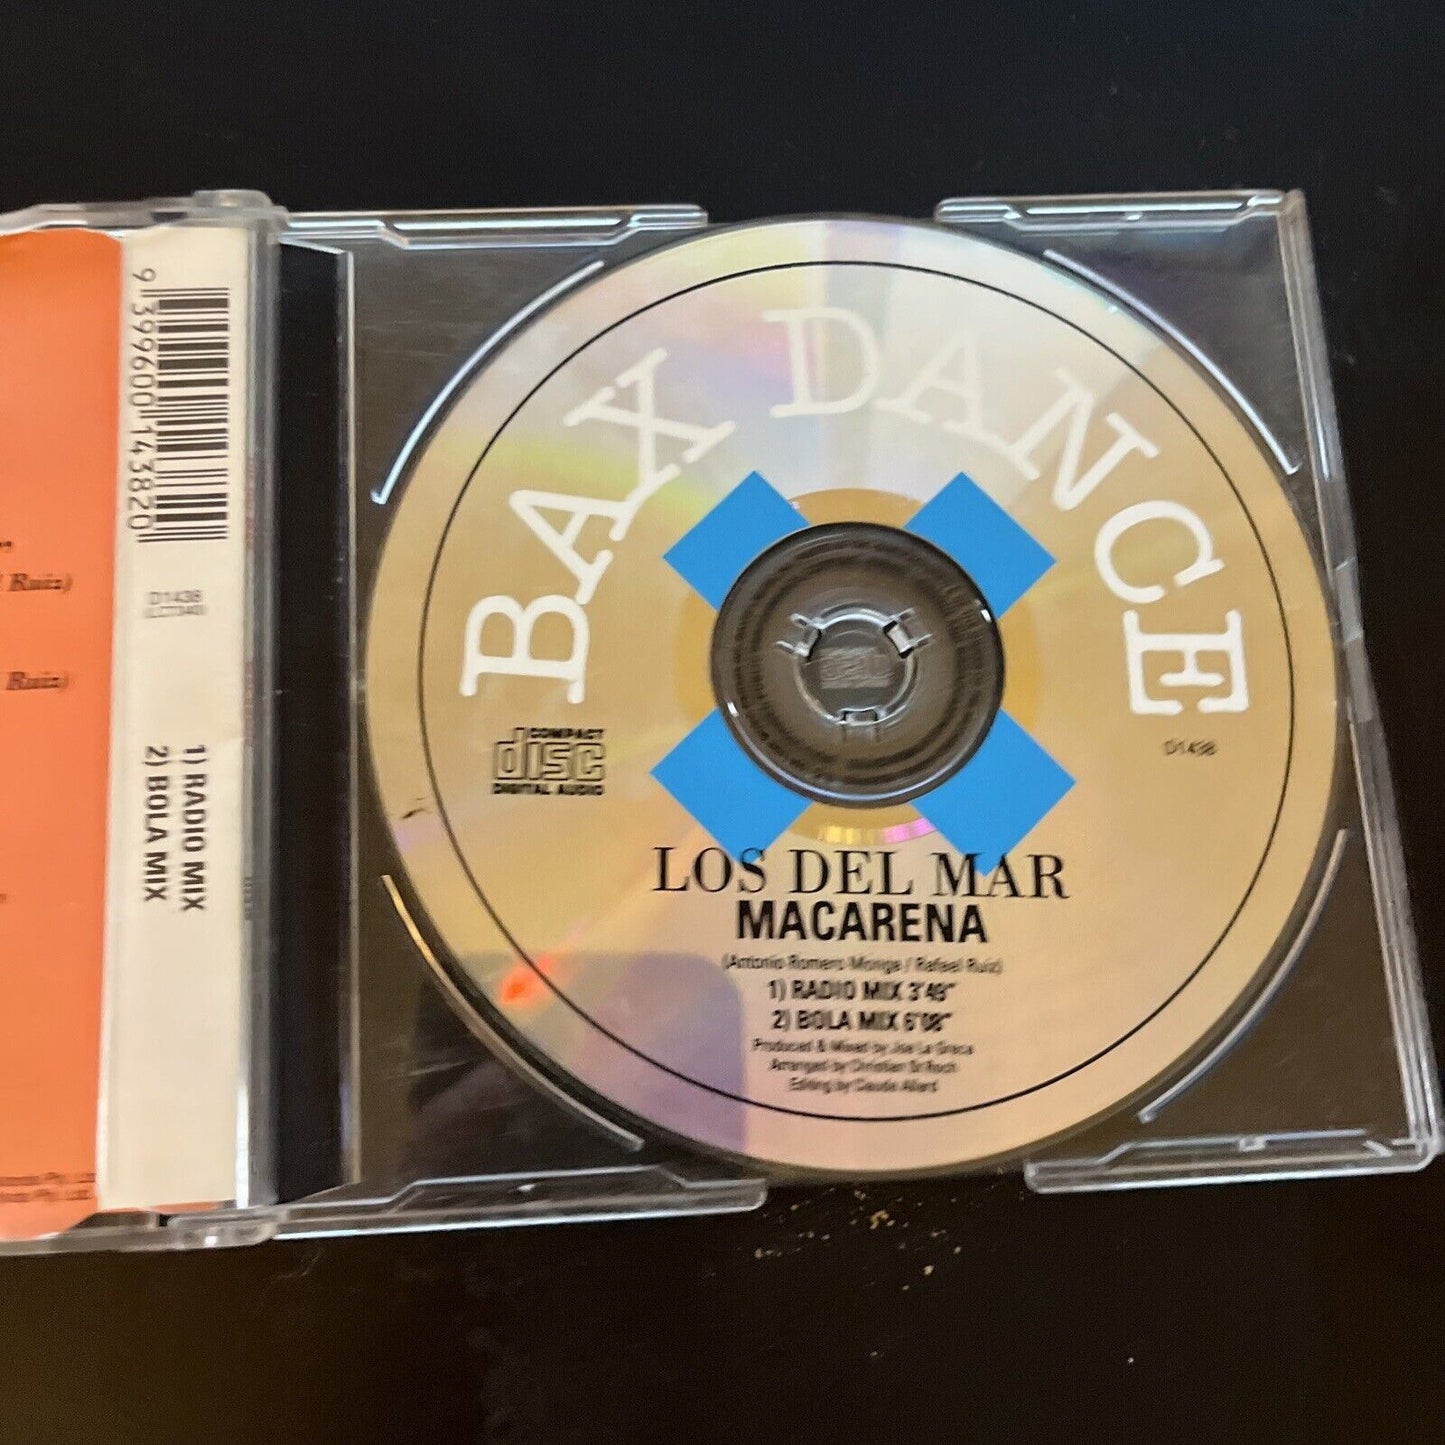 Ruiz)
Ruiz)
9 399600 143820
D1438
1) RADIO MIX
2) BOLA MIX
BAX DANCE
COMPACT
disc
DIGITAL AUDIO
D1438
LOS DEL MAR
MACARENA
(Antonio Romero Monge / Rafael Ruiz)
1) RADIO MIX 3'49"
2) BOLA MIX 6'08"
Produced & Mixed by Joe La Greca
Arranged by Christian Di Roch
Editing by Claude Allard